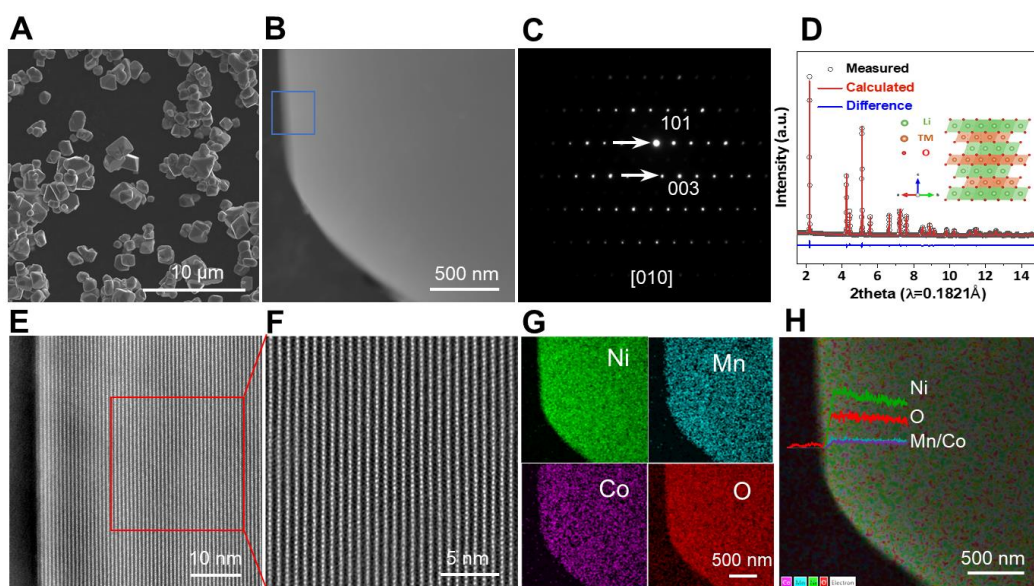 A
10 µm
B
500 nm
C
101
003
[010]
D
Measured
Calculated
Difference
Li
TM
O
Intensity (a.u.)
2 4 6 8 10 12 14
2theta (λ=0.1821Å)
E
10 nm
F
5 nm
G
Ni
Mn
Co
O
500 nm
H
Ni
O
Mn/Co
500 nm
Electron